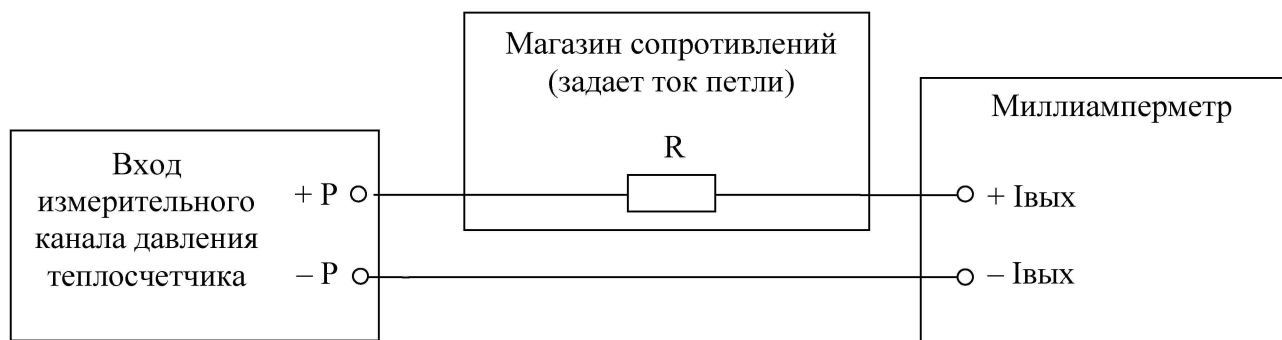 Магазин сопротивлений
(задает ток петли)
R
Миллиамперметр
Вход
измерительного
канала давления
теплосчетчика
+ P
– P
+ Iвых
– Iвых